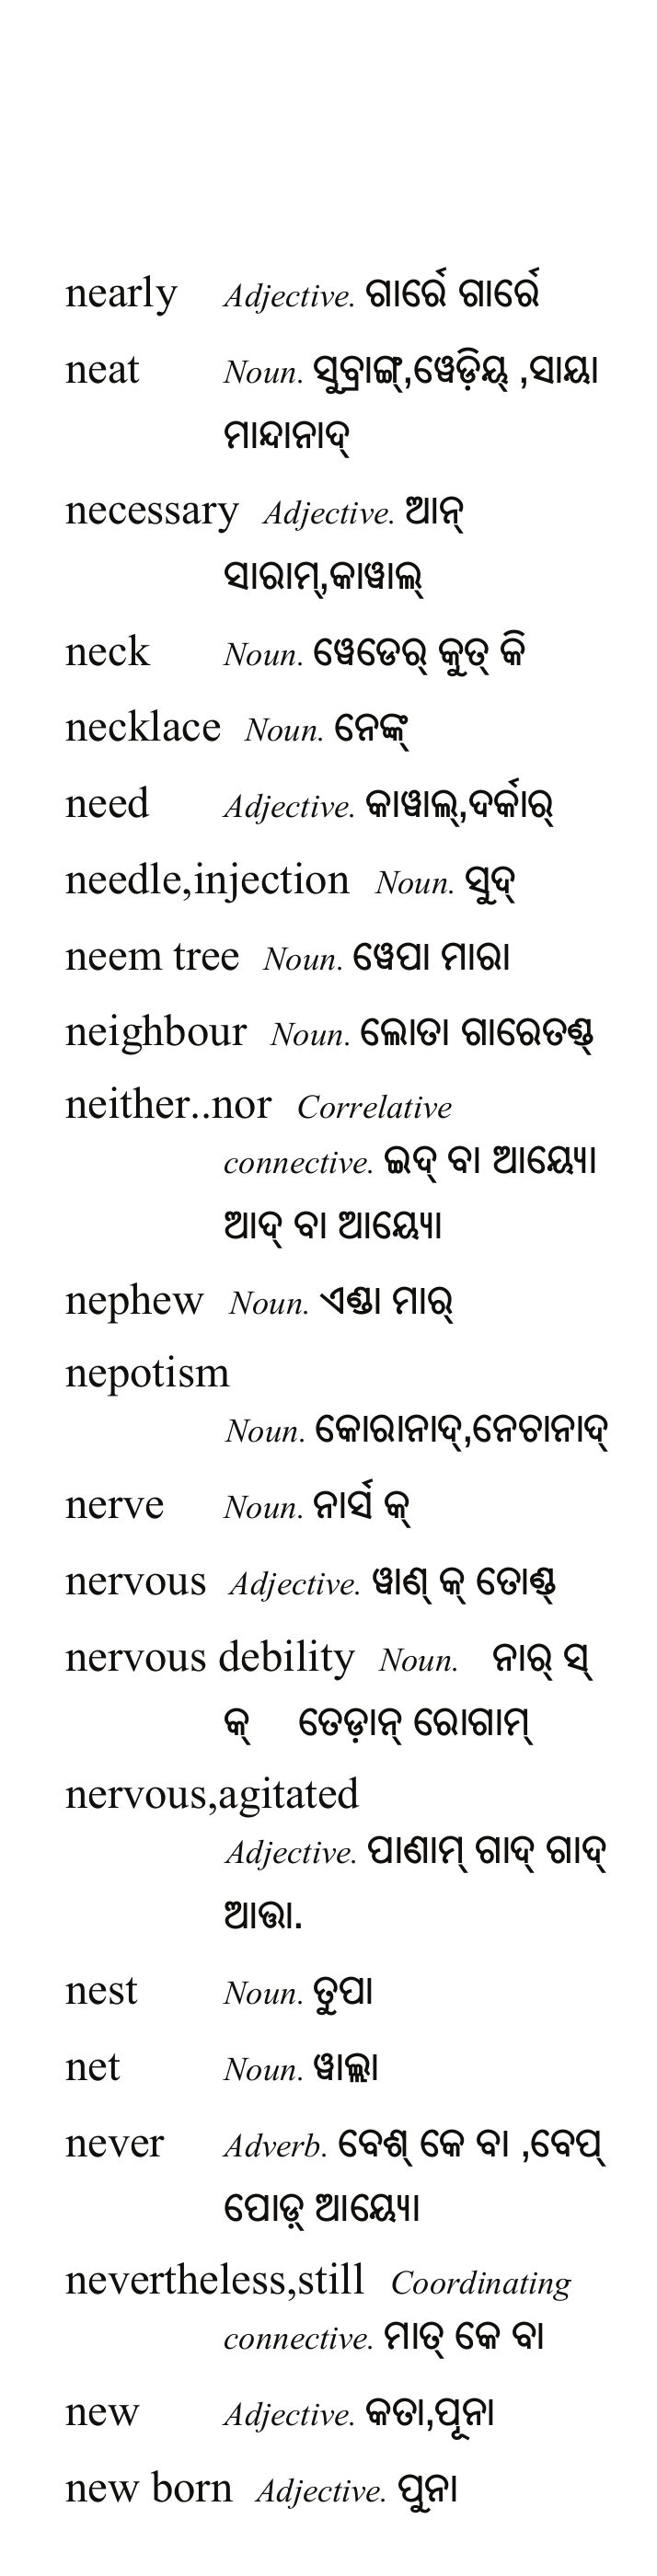 nearly Adjective. ଗାର୍ରେ ଗାର୍ରେ
neat Noun. ସୁବ୍ରାଙ୍ଗ୍,ୱେଡ଼ିୟ୍ ,ସାୟା
ମାନ୍ଦାନାଦ୍
necessary Adjective. ଆନ୍
ସାରାମ୍,କାୱାଲ୍
neck Noun. ୱେଡେର୍ କୁତ୍ କି
necklace Noun. ନେଙ୍କ୍
need Adjective. କାୱାଲ୍,ଦର୍କାର୍
needle,injection Noun. ସୁଦ୍
neem tree Noun. ୱେପା ମାରା
neighbour Noun. ଲୋତା ଗାରେତଣ୍ଡ୍
neither..nor Correlative
connective. ଇଦ୍ ବା ଆୟ୍ୟୋ
ଆଦ୍ ବା ଆୟ୍ୟୋ
nephew Noun. ଏଣ୍ଡା ମାର୍
nepotism
Noun. କୋରାନାଦ୍,ନେଚାନାଦ୍
nerve Noun. ନାର୍ସ କ୍
nervous Adjective. ୱାଣ୍ କ୍ ତୋଣ୍ଡ୍
nervous debility Noun. ନାର୍ ସ୍
କ୍ ତେଡ଼ାନ୍ ରୋଗାମ୍
nervous,agitated
Adjective. ପାଣାମ୍ ଗାଦ୍ ଗାଦ୍
ଆତ୍ତା.
nest Noun. ତୁପା
net Noun. ୱାଲ୍ଲା
never Adverb. ବେଶ୍ କେ ବା ,ବେପ୍
ପୋଡ଼୍ ଆୟ୍ୟୋ
nevertheless,still Coordinating
connective. ମାତ୍ କେ ବା
new Adjective. କତା,ପୂନା
new born Adjective. ପୁନା